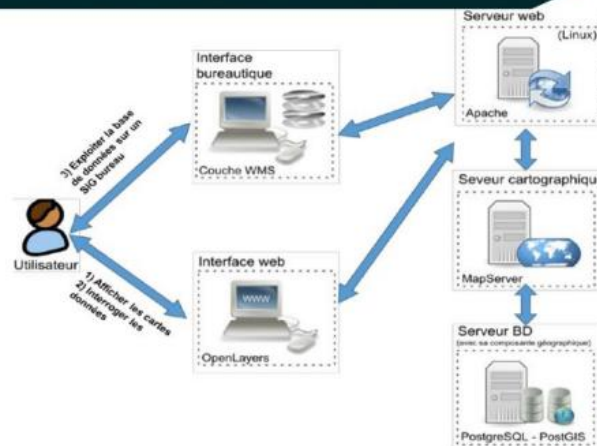 Serveur web
(Linux)
Apache
Interface
bureautique
Couche WMS
3) Exploiter la base
de données sur un
SIG bureau
Seveur cartographiqu
MapServer
Utilisateur
1) Afficher les cartes
2) Interroger les
données
Interface web
www
OpenLayers
Serveur BD
(avec sa composante géographique)
PostgreSQL - PostGIS